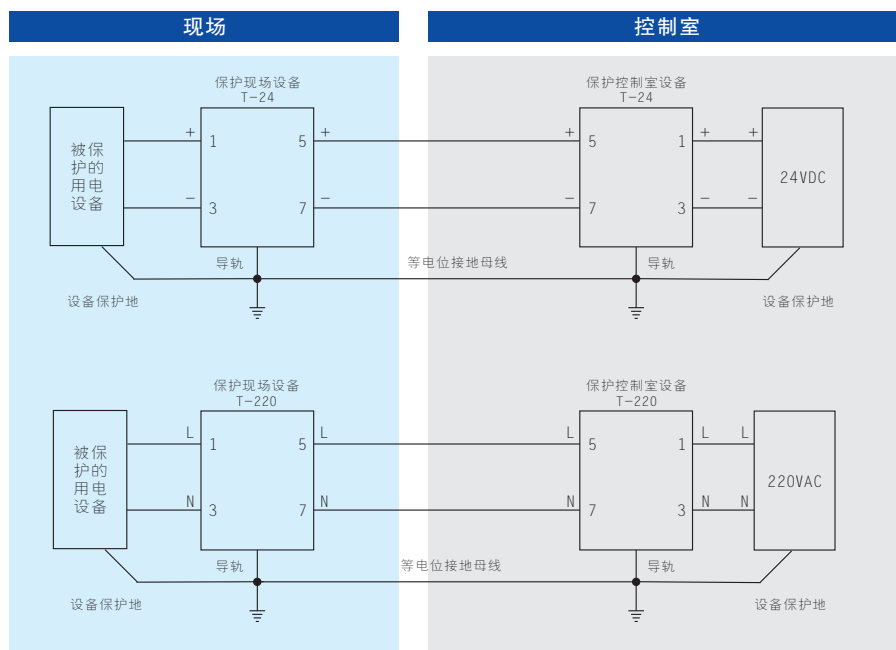 现场
控制室
保护现场设备
T-24
保护控制室设备
T-24
被保
护的
用电
设备
+ 1 5 +
+ 5 1 + +
24VDC
- 3 7 -
- 7 3 - -
导轨
等电位接地母线
导轨
设备保护地
设备保护地
保护现场设备
T-220
保护控制室设备
T-220
被保
护的
用电
设备
L 1 5 L
L 5 1 L L
220VAC
N 3 7 N
N 7 3 N N
导轨
等电位接地母线
导轨
设备保护地
设备保护地